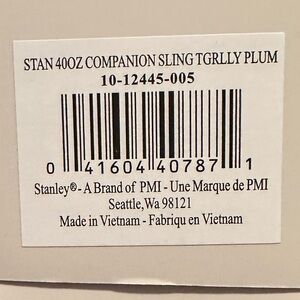 STAN 40OZ COMPANION SLING TGRLLY PLUM
10-12445-005
0 41604 40787 1
Stanley®- A Brand of PMI - Une Marque de PMI
Seattle,Wa 98121
Made in Vietnam - Fabriqu en Vietnam